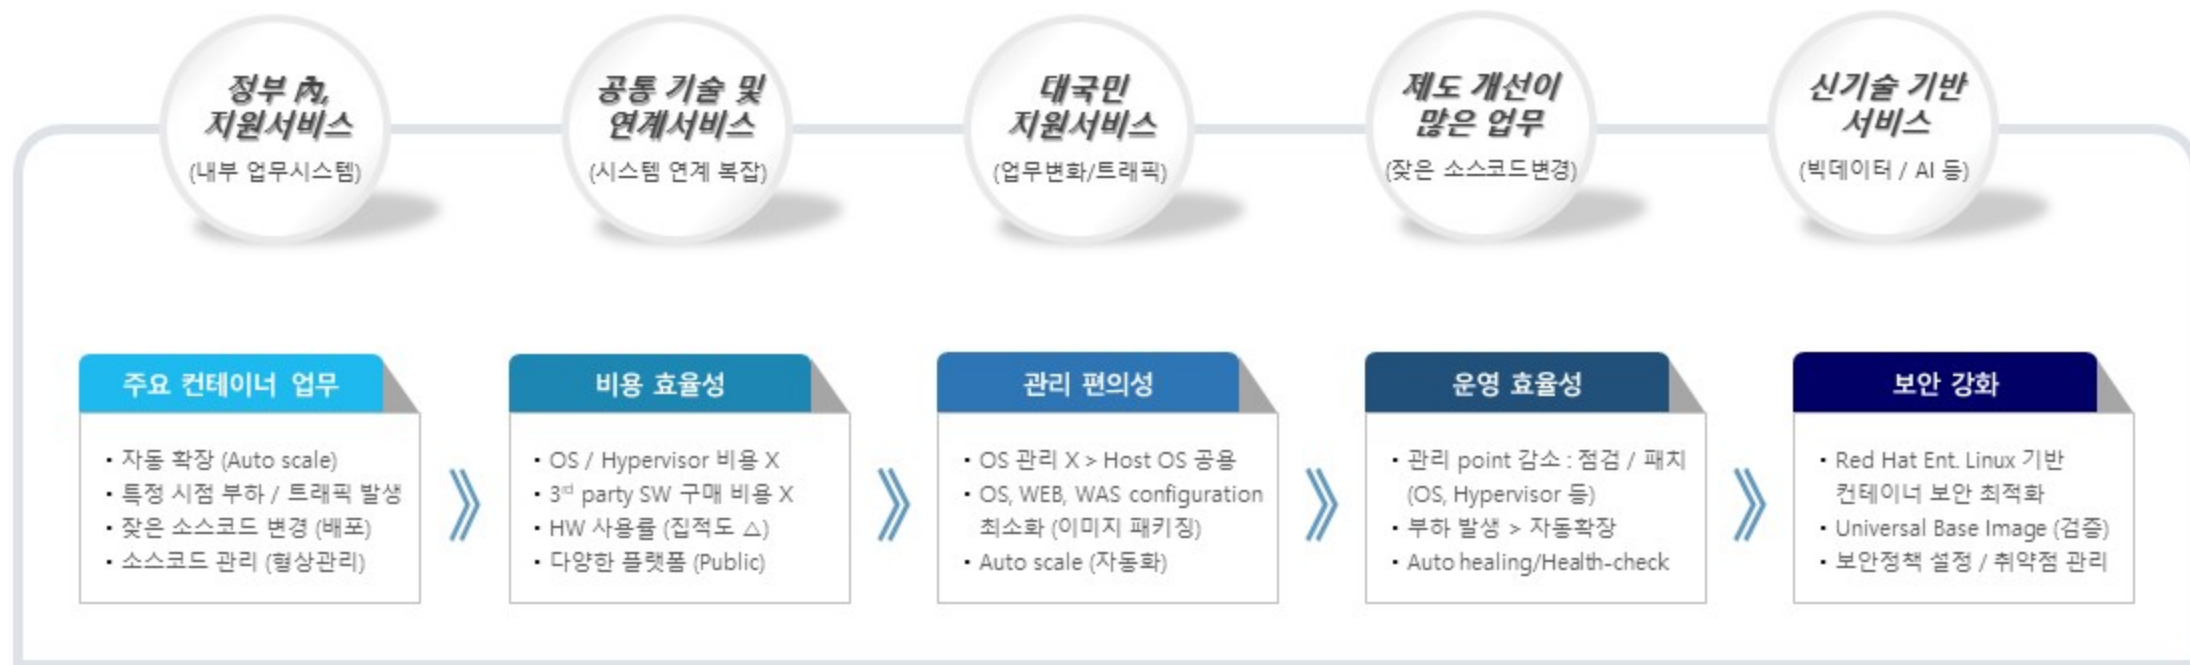 정부 內,
지원서비스
(내부 업무시스템)
공통 기술 및
연계서비스
(시스템 연계 복잡)
대국민
지원서비스
(업무변화/트래픽)
제도 개선이
많은 업무
(잦은 소스코드변경)
신기술 기반
서비스
(빅데이터 / AI 등)
주요 컨테이너 업무
▪ 자동 확장 (Auto scale)
▪ 특정 시점 부하 / 트래픽 발생
▪ 잦은 소스코드 변경 (배포)
▪ 소스코드 관리 (형상관리)
비용 효율성
▪ OS / Hypervisor 비용 X
▪ 3rd party SW 구매 비용 X
▪ HW 사용률 (집적도 △)
▪ 다양한 플랫폼 (Public)
관리 편의성
▪ OS 관리 X > Host OS 공용
▪ OS, WEB, WAS configuration
최소화 (이미지 패키징)
▪ Auto scale (자동화)
운영 효율성
▪ 관리 point 감소 : 점검 / 패치
(OS, Hypervisor 등)
▪ 부하 발생 > 자동확장
▪ Auto healing/Health-check
보안 강화
▪ Red Hat Ent. Linux 기반
컨테이너 보안 최적화
▪ Universal Base Image (검증)
▪ 보안정책 설정 / 취약점 관리